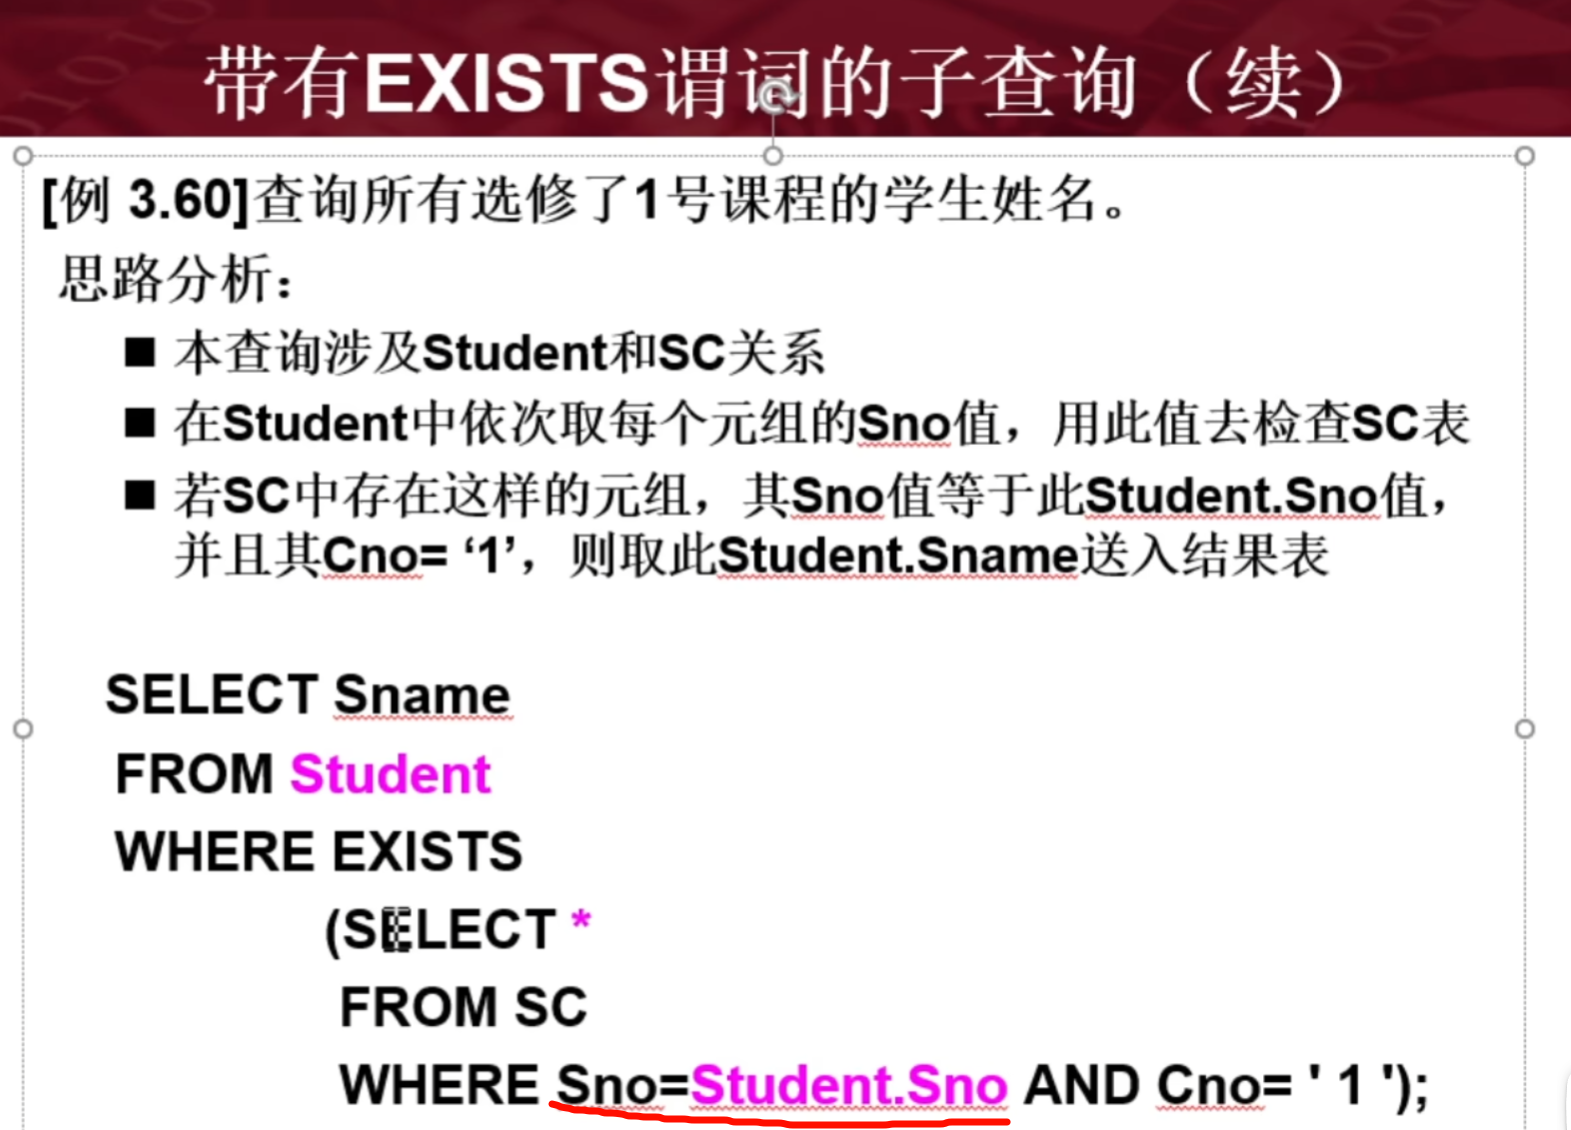 带有EXISTS谓词的子查询（续）
[例 3.60]查询所有选修了1号课程的学生姓名。
思路分析：
■ 本查询涉及Student和SC关系
■ 在Student中依次取每个元组的Sno值，用此值去检查SC表
■ 若SC中存在这样的元组，其Sno值等于此Student.Sno值，
并且其Cno= ‘1’，则取此Student.Sname送入结果表
SELECT Sname
FROM Student
WHERE EXISTS
(SELECT *
FROM SC
WHERE Sno=Student.Sno AND Cno= ' 1 ');